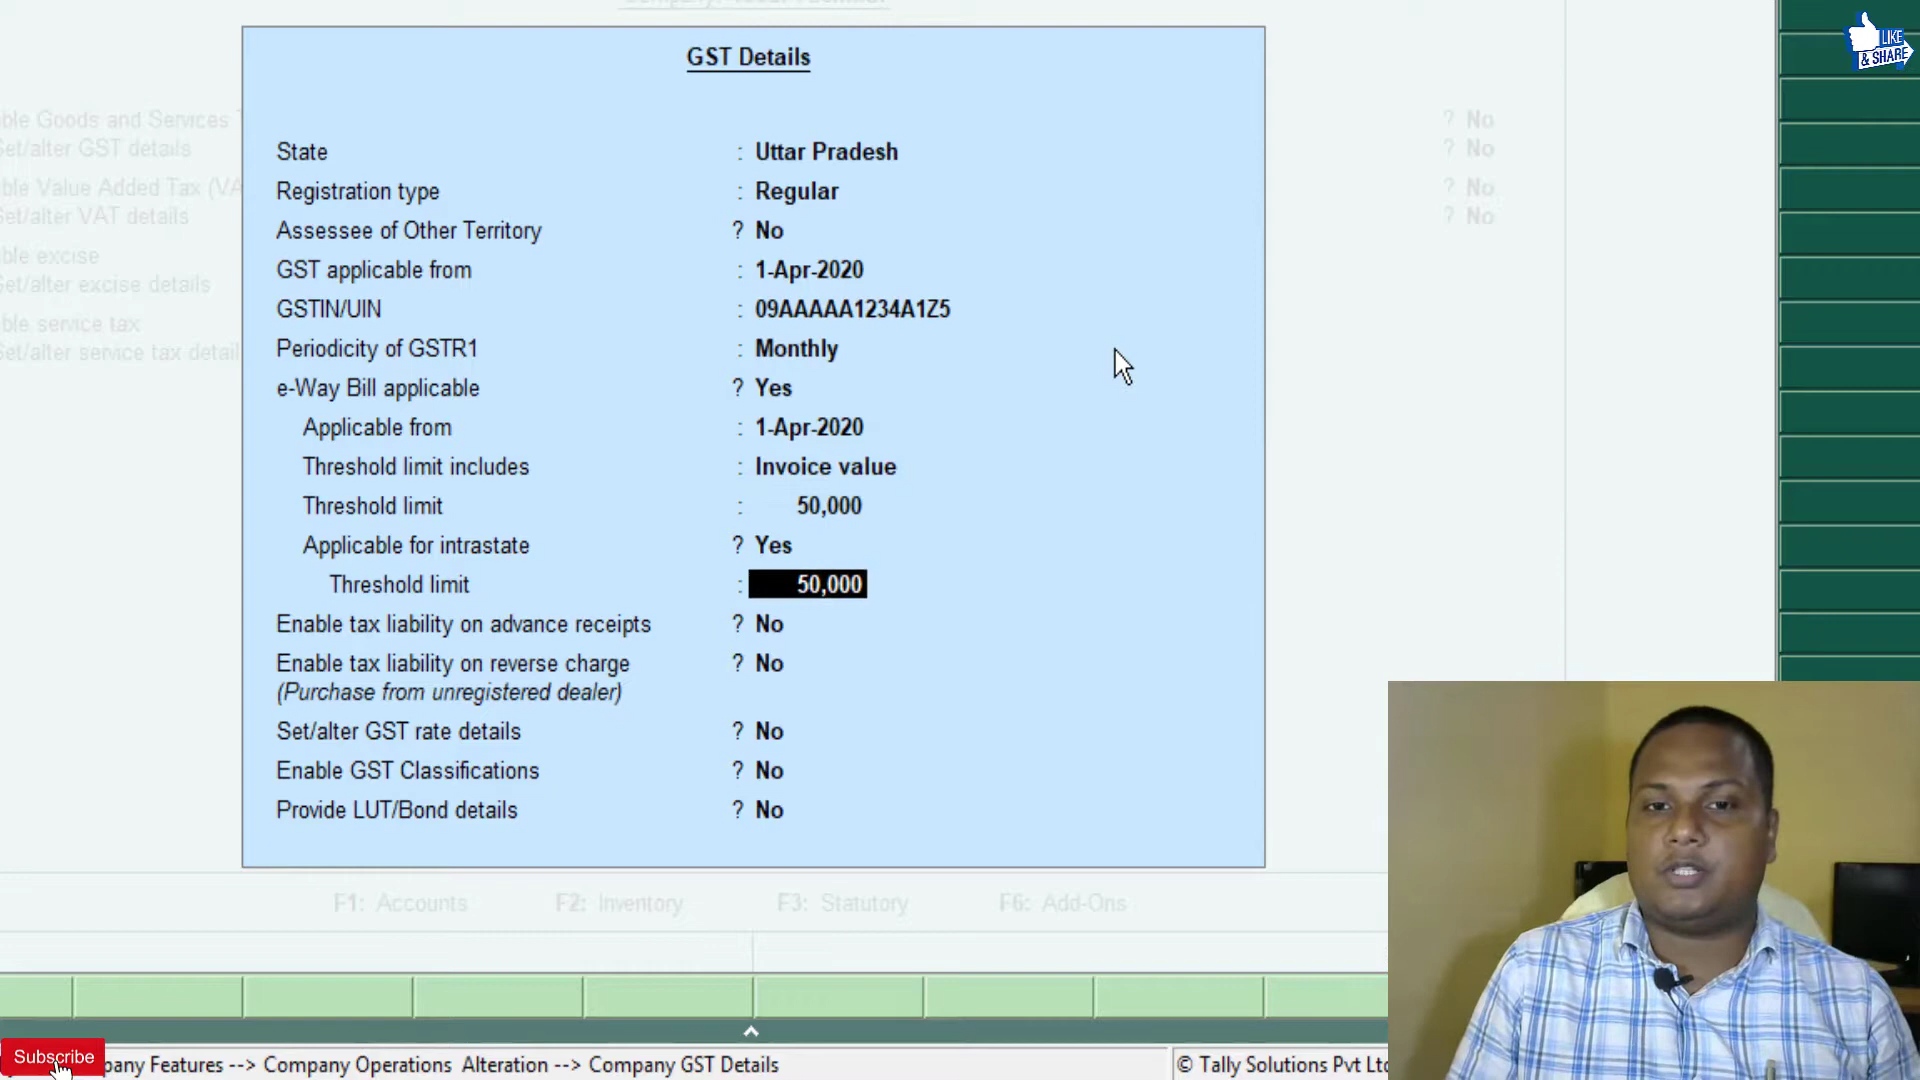 LIKE
& SHARE
GST Details
ble Goods and Services
? No
Set/alter GST details
? No
ble Value Added Tax (VA
? No
Set/alter VAT details
? No
ble excise
Set/alter excise details
ble service tax
Set/alter service tax detail
State : Uttar Pradesh
Registration type : Regular
Assessee of Other Territory ? No
GST applicable from : 1-Apr-2020
GSTIN/UIN : 09AAAAA1234A1Z5
Periodicity of GSTR1 : Monthly
e-Way Bill applicable ? Yes
Applicable from : 1-Apr-2020
Threshold limit includes : Invoice value
Threshold limit : 50,000
Applicable for intrastate ? Yes
Threshold limit : 50,000
Enable tax liability on advance receipts ? No
Enable tax liability on reverse charge ? No
(Purchase from unregistered dealer)
Set/alter GST rate details ? No
Enable GST Classifications ? No
Provide LUT/Bond details ? No
F1: Accounts F2: Inventory F3: Statutory F6: Add-Ons
Subscribe
pany Features --> Company Operations Alteration --> Company GST Details
© Tally Solutions Pvt Ltd